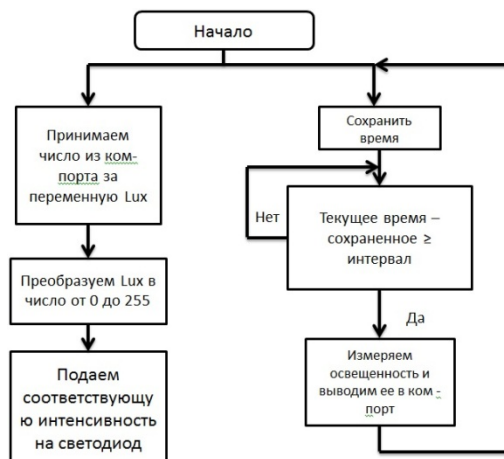 Начало
Принимаем
число из ком-
порта за
переменную Lux
Преобразуем Lux в
число от 0 до 255
Подаем
соответствующу
ю интенсивность
на светодиод
Сохранить
время
Нет
Текущее время –
сохраненное ≥
интервал
Да
Измеряем
освещенность и
выводим ее в ком -
порт